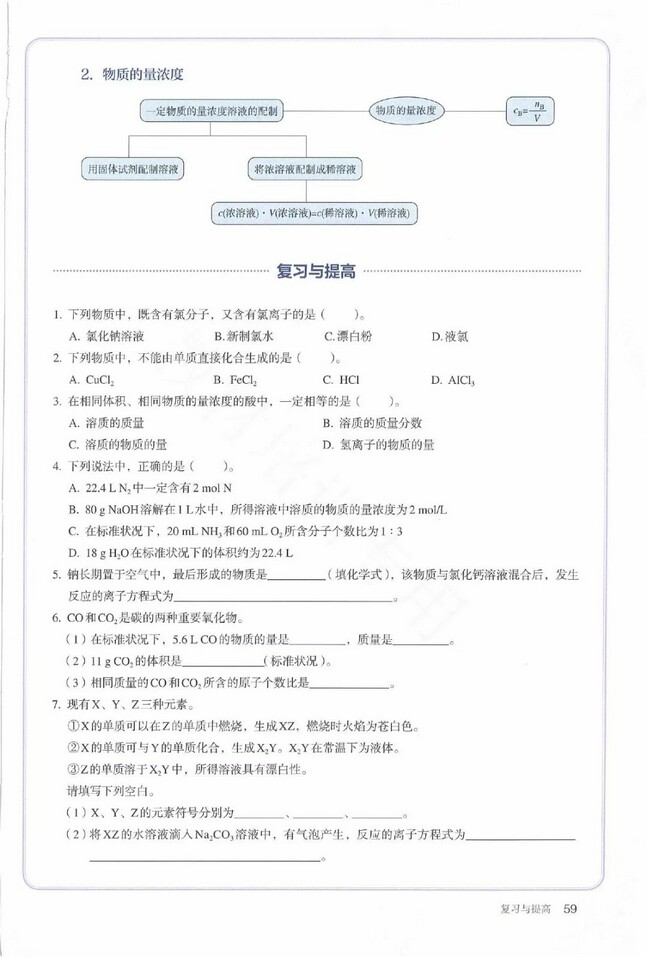 2. 物质的量浓度
一定物质的量浓度溶液的配制
物质的量浓度
cB=nB/V
用固体试剂配制溶液
将浓溶液配制成稀溶液
c(浓溶液)·V(浓溶液)=c(稀溶液)·V(稀溶液)
复习与提高
1. 下列物质中，既含有氯分子，又含有氯离子的是（ ）。
A. 氯化钠溶液 B. 新制氯水 C. 漂白粉 D. 液氯
2. 下列物质中，不能由单质直接化合生成的是（ ）。
A. CuCl₂ B. FeCl₂ C. HCl D. AlCl₃
3. 在相同体积、相同物质的量浓度的酸中，一定相等的是（ ）。
A. 溶质的质量 B. 溶质的质量分数
C. 溶质的物质的量 D. 氢离子的物质的量
4. 下列说法中，正确的是（ ）。
A. 22.4 L N₂中一定含有2 mol N
B. 80 g NaOH溶解在1 L水中，所得溶液中溶质的物质的量浓度为2 mol/L
C. 在标准状况下，20 mL NH₃和60 mL O₂所含分子个数比为1∶3
D. 18 g H₂O在标准状况下的体积约为22.4 L
5. 钠长期置于空气中，最后形成的物质是________（填化学式），该物质与氯化钙溶液混合后，发生
反应的离子方程式为________________。
6. CO和CO₂是碳的两种重要氧化物。
（1）在标准状况下，5.6 L CO的物质的量是________，质量是________。
（2）11 g CO₂的体积是________（标准状况）。
（3）相同质量的CO和CO₂所含的原子个数比是________。
7. 现有X、Y、Z三种元素。
①X的单质可以在Z的单质中燃烧，生成XZ，燃烧时火焰为苍白色。
②X的单质可与Y的单质化合，生成X₂Y。X₂Y在常温下为液体。
③Z的单质溶于X₂Y中，所得溶液具有漂白性。
请填写下列空白。
（1）X、Y、Z的元素符号分别为________、________、________。
（2）将XZ的水溶液滴入Na₂CO₃溶液中，有气泡产生，反应的离子方程式为________________
________________。
复习与提高 59